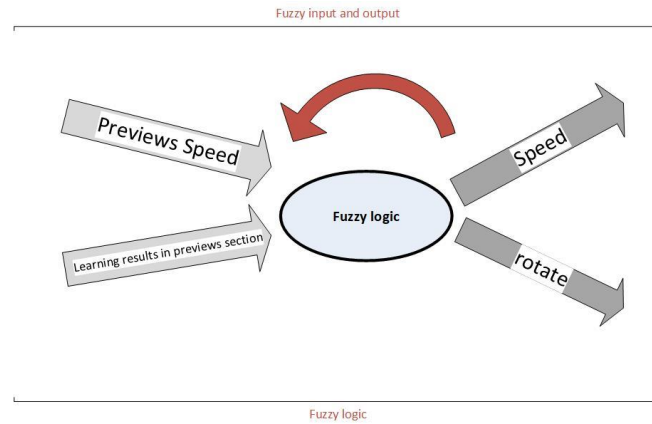 Fuzzy input and output
Previews Speed
Speed
Fuzzy logic
Learning results in previews section
rotate
Fuzzy logic